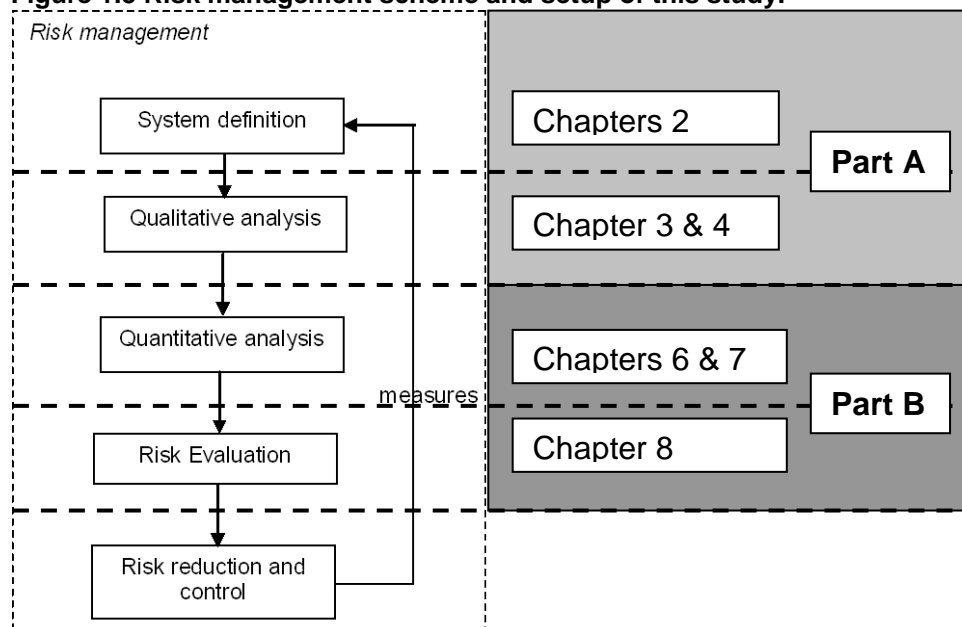 Figure 1.3 Risk management scheme and setup of this study.
Risk management
System definition
Chapters 2
Part A
Qualitative analysis
Chapter 3 & 4
Quantitative analysis
Chapters 6 & 7
measures
Part B
Risk Evaluation
Chapter 8
Risk reduction and
control